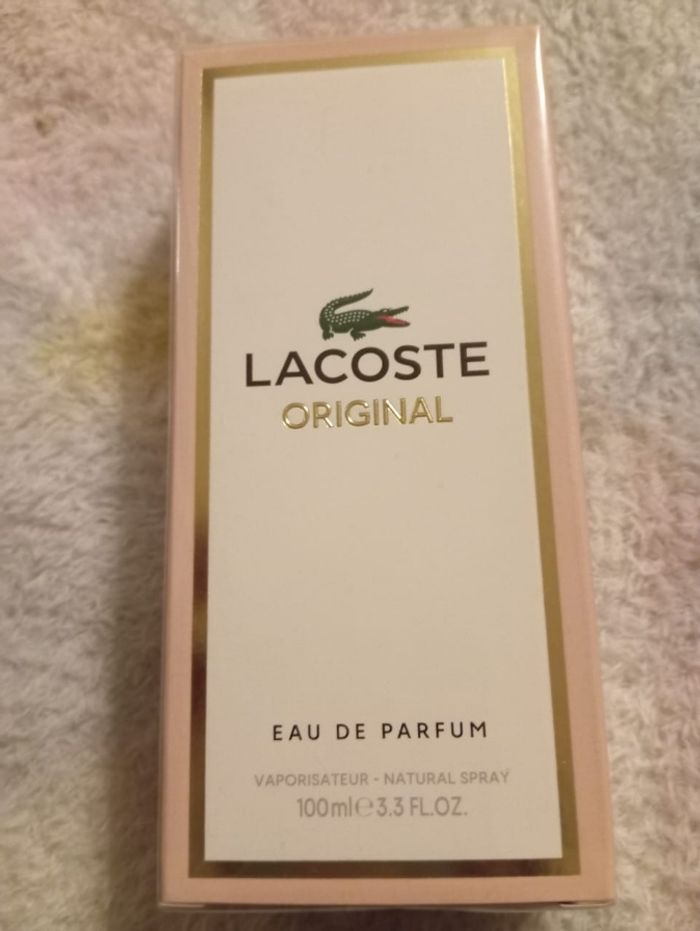 LACOSTE
ORIGINAL
EAU DE PARFUM
VAPORISATEUR - NATURAL SPRAY
100ml℮3.3 FL.OZ.